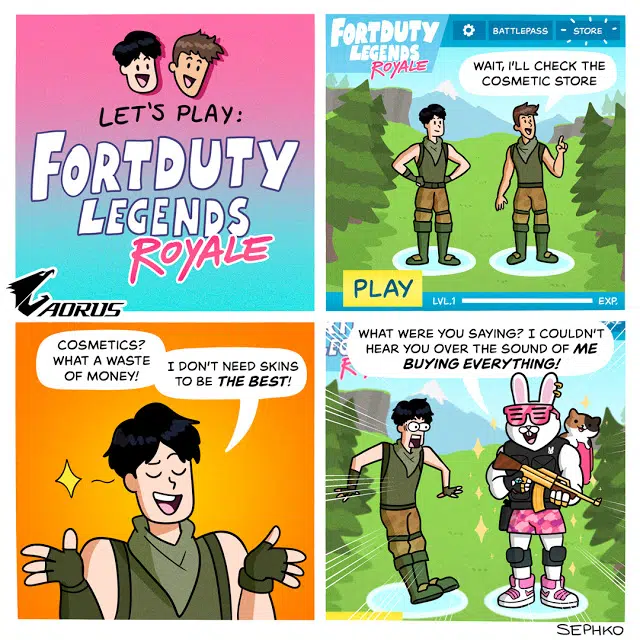 LET'S PLAY:
FORTDUTY
LEGENDS
ROYALE
AORUS
FORTDUTY
LEGENDS
ROYALE
BATTLEPASS
STORE
WAIT, I'LL CHECK THE
COSMETIC STORE
PLAY
LVL.1
EXP.
COSMETICS?
WHAT A WASTE
OF MONEY!
I DON'T NEED SKINS
TO BE THE BEST!
WHAT WERE YOU SAYING? I COULDN'T
HEAR YOU OVER THE SOUND OF ME
BUYING EVERYTHING!
SEPHKO